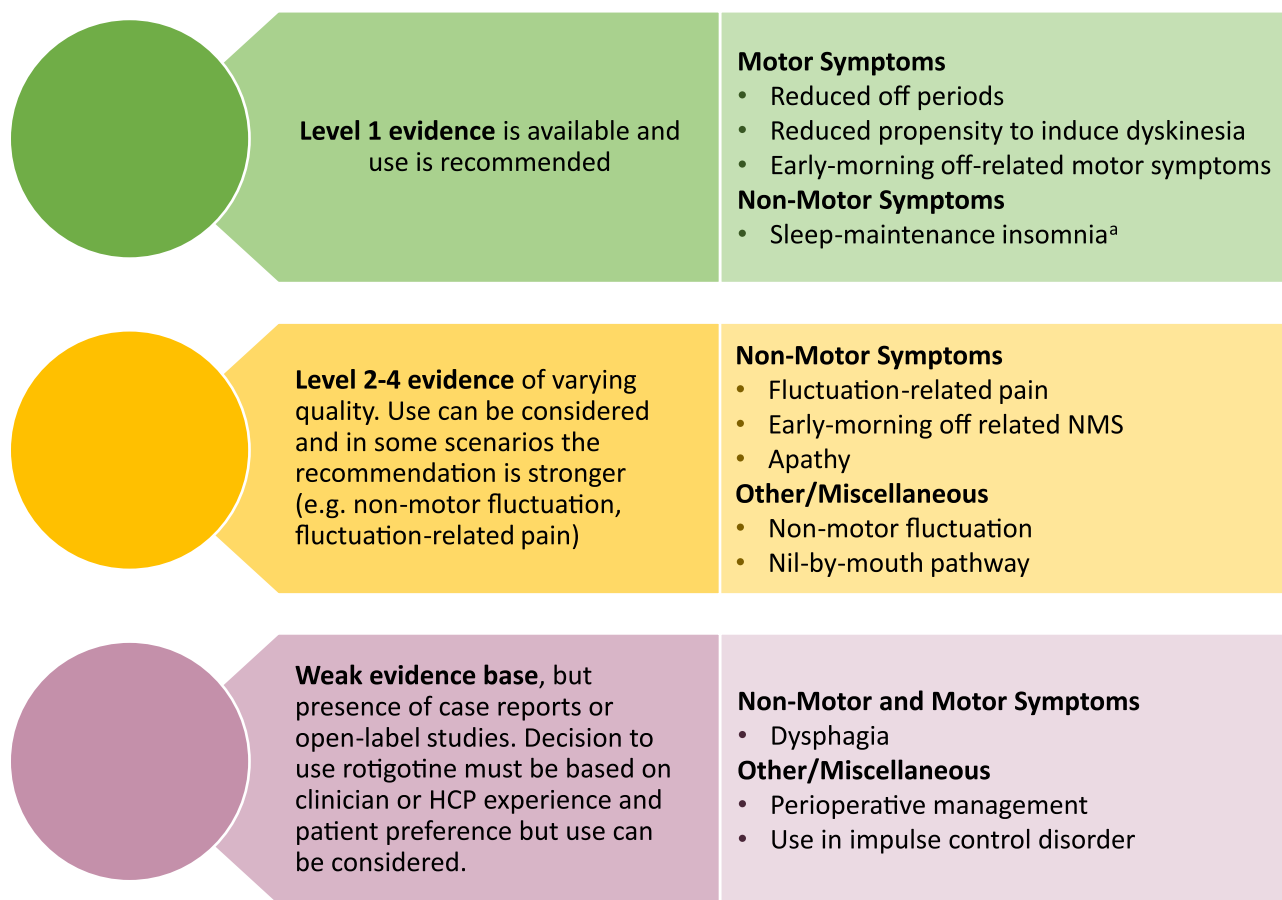 Level 1 evidence is available and
use is recommended
Motor Symptoms
• Reduced off periods
• Reduced propensity to induce dyskinesia
• Early-morning off-related motor symptoms
Non-Motor Symptoms
• Sleep-maintenance insomniaᵃ
Level 2-4 evidence of varying
quality. Use can be considered
and in some scenarios the
recommendation is stronger
(e.g. non-motor fluctuation,
fluctuation-related pain)
Non-Motor Symptoms
• Fluctuation-related pain
• Early-morning off related NMS
• Apathy
Other/Miscellaneous
• Non-motor fluctuation
• Nil-by-mouth pathway
Weak evidence base, but
presence of case reports or
open-label studies. Decision to
use rotigotine must be based on
clinician or HCP experience and
patient preference but use can
be considered.
Non-Motor and Motor Symptoms
• Dysphagia
Other/Miscellaneous
• Perioperative management
• Use in impulse control disorder